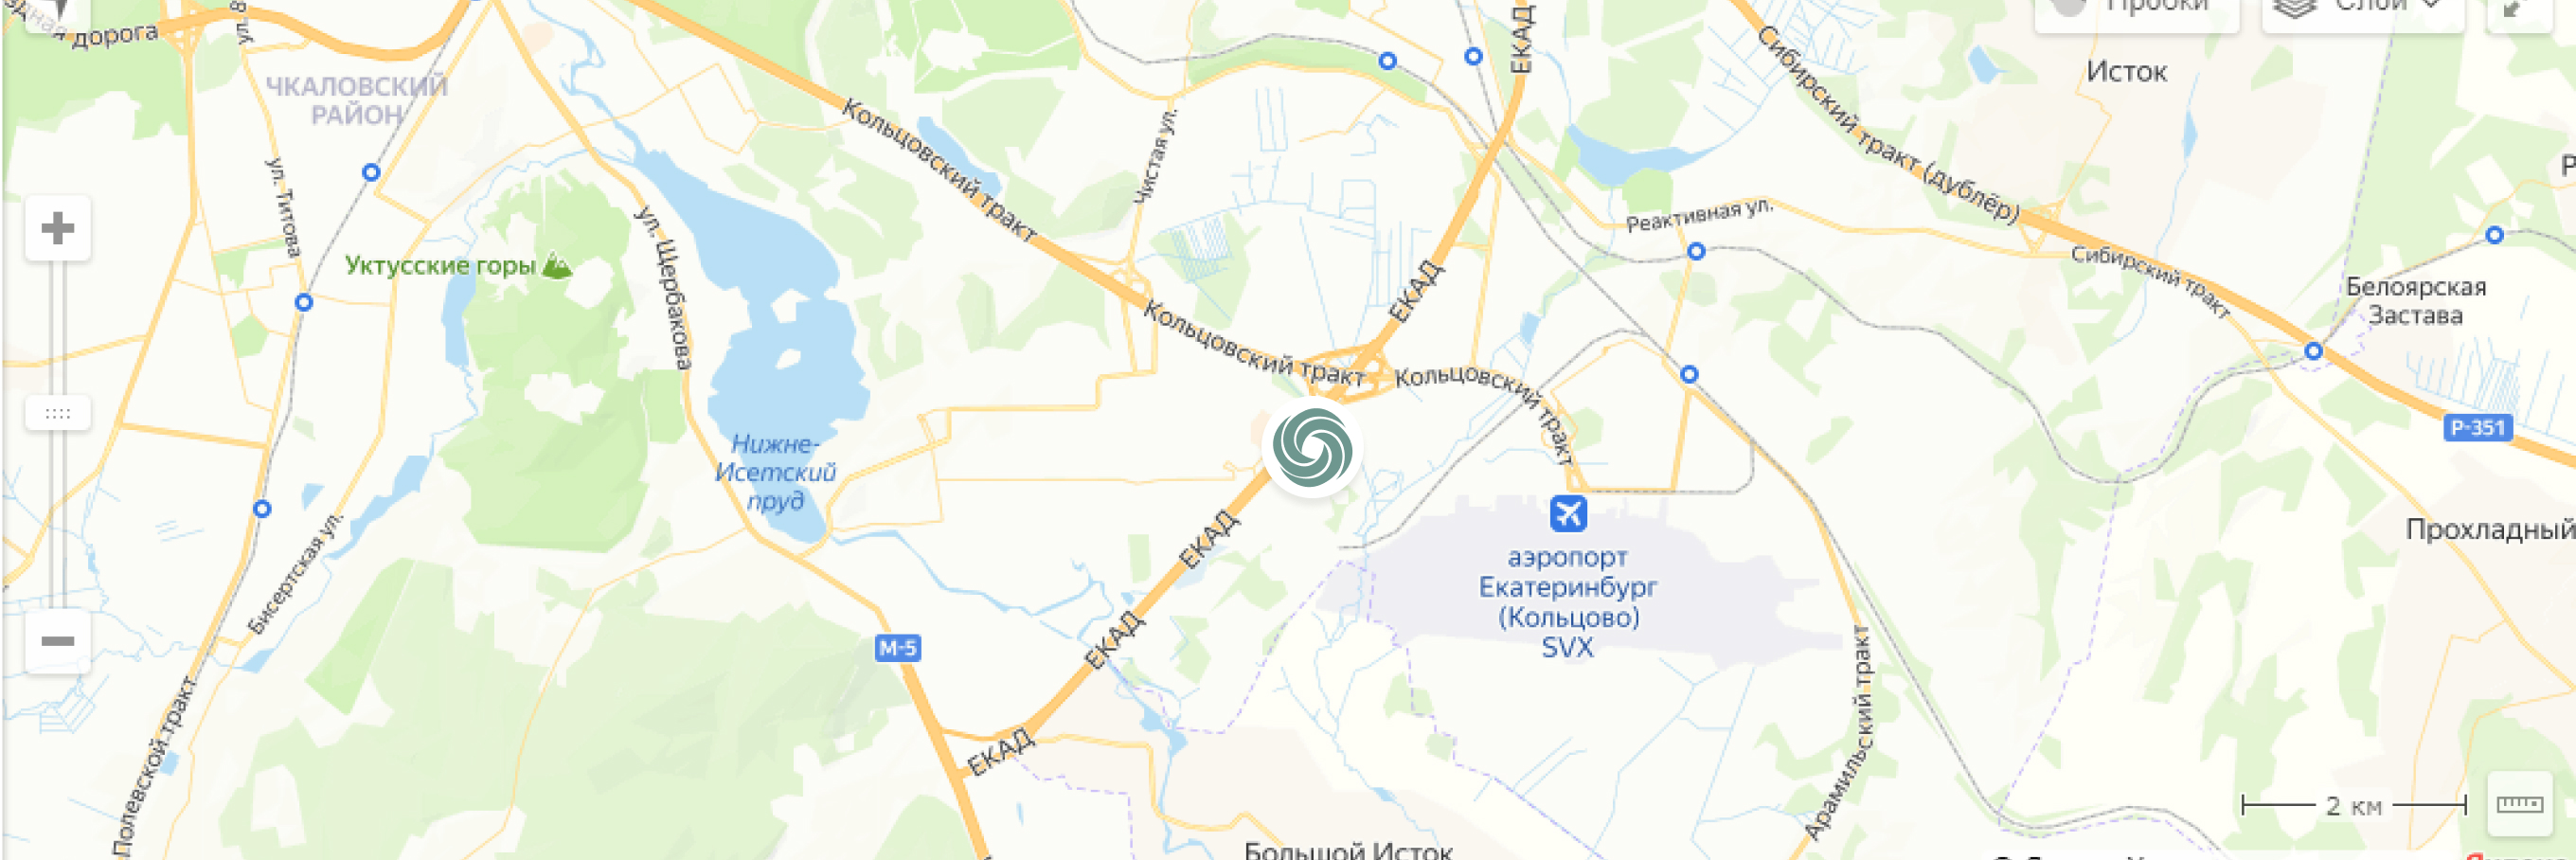 Пробки
Слои
дорога
ЕКАД
Сибирский тракт (дублёр)
Исток
ЧКАЛОВСКИЙ
РАЙОН
Кольцовский тракт
Чистая ул.
ул. Титова
ул. Щербакова
Реактивная ул.
Уктусские горы
ЕКАД
Сибирский тракт
Белоярская
Застава
Кольцовский тракт
Кольцовский тракт
Р-351
Нижне-
Исетский
пруд
ЕКАД
Прохладный
Бисертская ул.
аэропорт
Екатеринбург
(Кольцово)
SVX
ЕКАД
М-5
Полевской тракт
Арамильский тракт
ЕКАД
2 км
Большой Исток